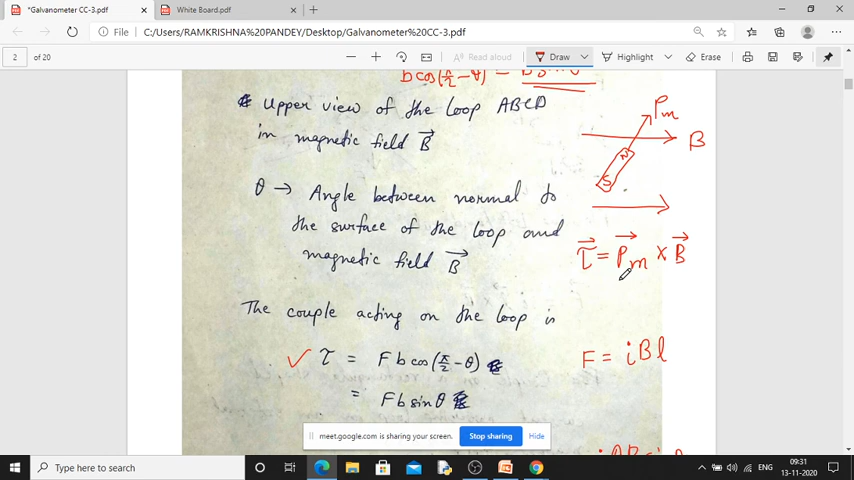 *Galvanometer CC-3.pdf
White Board.pdf
C:/Users/RAMKRISHNA%20PANDEY/Desktop/Galvanometer%20CC-3.pdf
2 of 20
Read aloud
Draw
Highlight
Erase
b cos(π/2 - θ) =
Upper view of the loop ABCD
in magnetic field B⃗
θ → Angle between normal to
the surface of the loop and
magnetic field B⃗
The couple acting on the loop is
✓ τ = F b cos(π/2 - θ)
= F b sin θ
Pm
B
N
S
τ⃗ = P⃗m × B⃗
F = iBl
meet.google.com is sharing your screen.
Stop sharing
Hide
Type here to search
ENG
09:31
13-11-2020